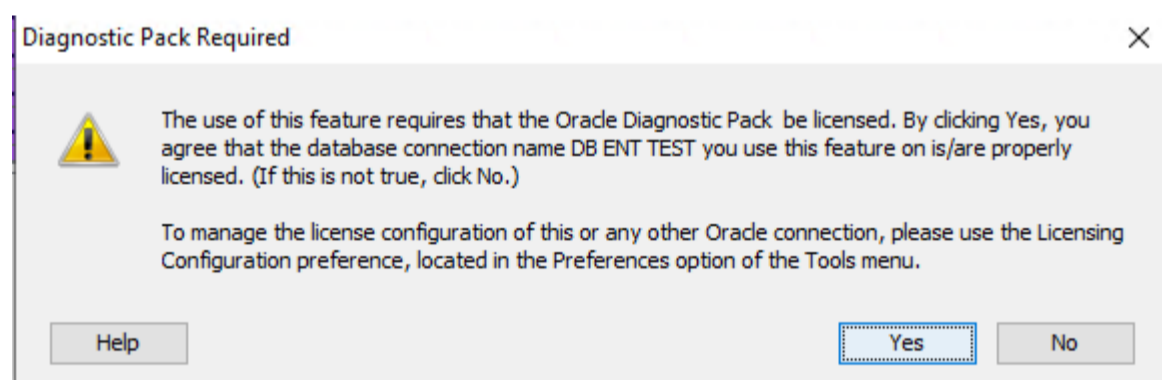 Diagnostic Pack Required
The use of this feature requires that the Oracle Diagnostic Pack  be licensed. By clicking Yes, you
agree that the database connection name DB ENT TEST you use this feature on is/are properly
licensed. (If this is not true, click No.)
To manage the license configuration of this or any other Oracle connection, please use the Licensing
Configuration preference, located in the Preferences option of the Tools menu.
Help
Yes
No